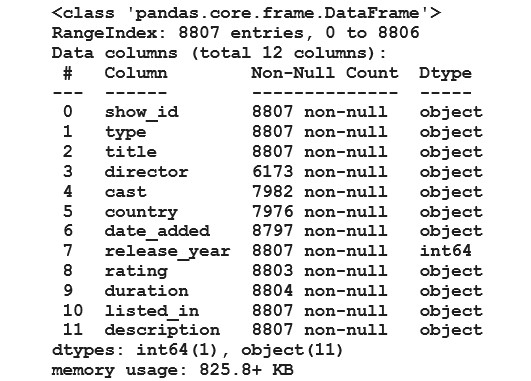 <class 'pandas.core.frame.DataFrame'>
RangeIndex: 8807 entries, 0 to 8806
Data columns (total 12 columns):
 #   Column        Non-Null Count  Dtype
---  ------        --------------  -----
 0   show_id       8807 non-null   object
 1   type          8807 non-null   object
 2   title         8807 non-null   object
 3   director      6173 non-null   object
 4   cast          7982 non-null   object
 5   country       7976 non-null   object
 6   date_added    8797 non-null   object
 7   release_year  8807 non-null   int64
 8   rating        8803 non-null   object
 9   duration      8804 non-null   object
 10  listed_in     8807 non-null   object
 11  description   8807 non-null   object
dtypes: int64(1), object(11)
memory usage: 825.8+ KB